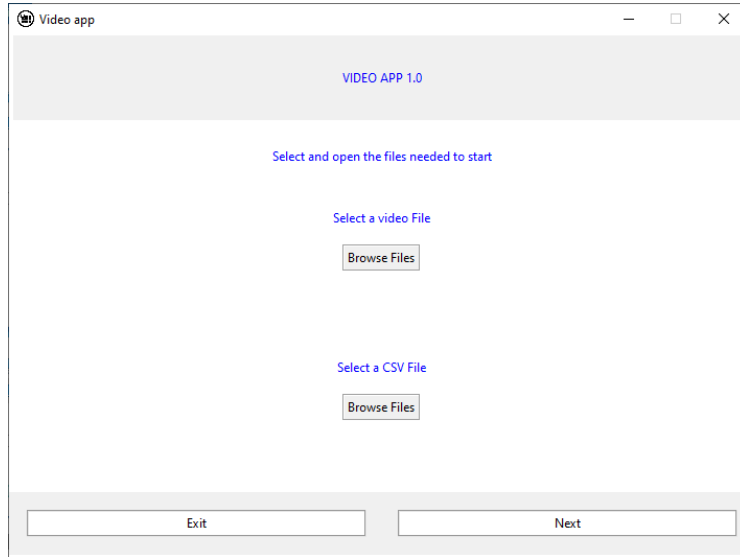 Video app
VIDEO APP 1.0
Select and open the files needed to start
Select a video File
Browse Files
Select a CSV File
Browse Files
Exit
Next